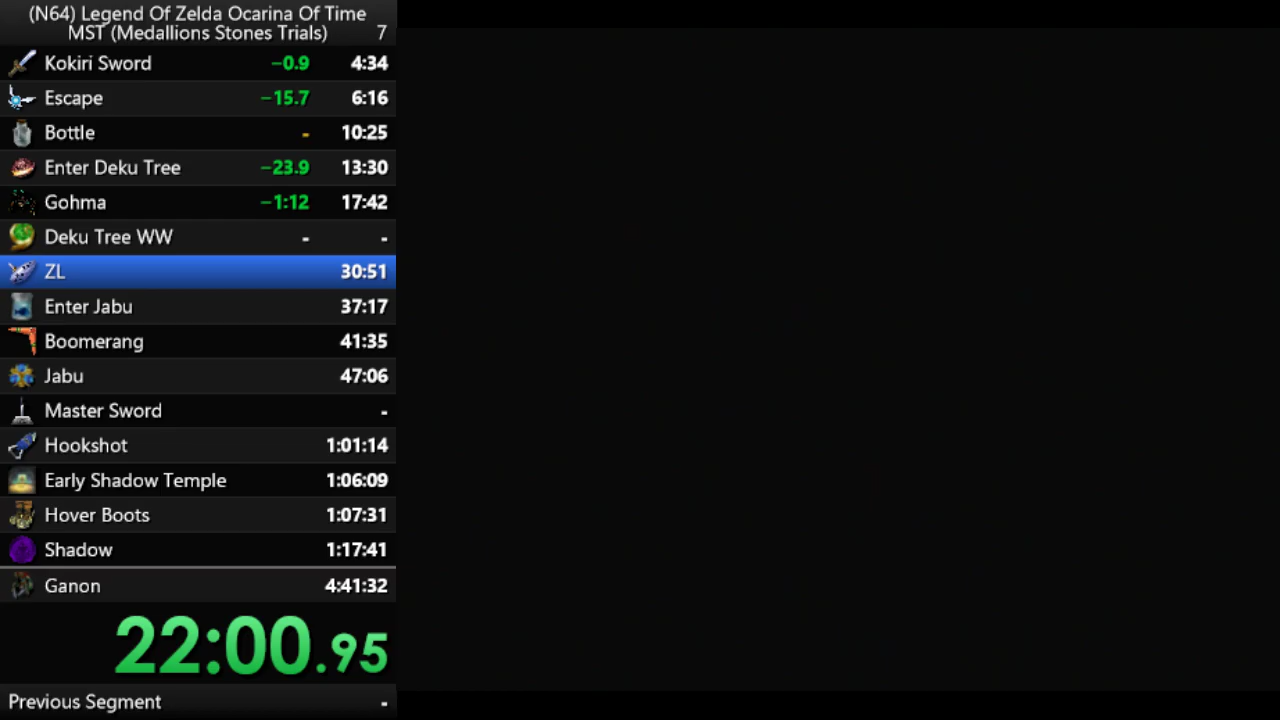 (N64) Legend Of Zelda Ocarina Of Time
MST (Medallions Stones Trials) 7
Kokiri Sword −0.9 4:34
Escape −15.7 6:16
Bottle - 10:25
Enter Deku Tree −23.9 13:30
Gohma −1:12 17:42
Deku Tree WW - -
ZL 30:51
Enter Jabu 37:17
Boomerang 41:35
Jabu 47:06
Master Sword -
Hookshot 1:01:14
Early Shadow Temple 1:06:09
Hover Boots 1:07:31
Shadow 1:17:41
Ganon 4:41:32
22:00.95
Previous Segment -